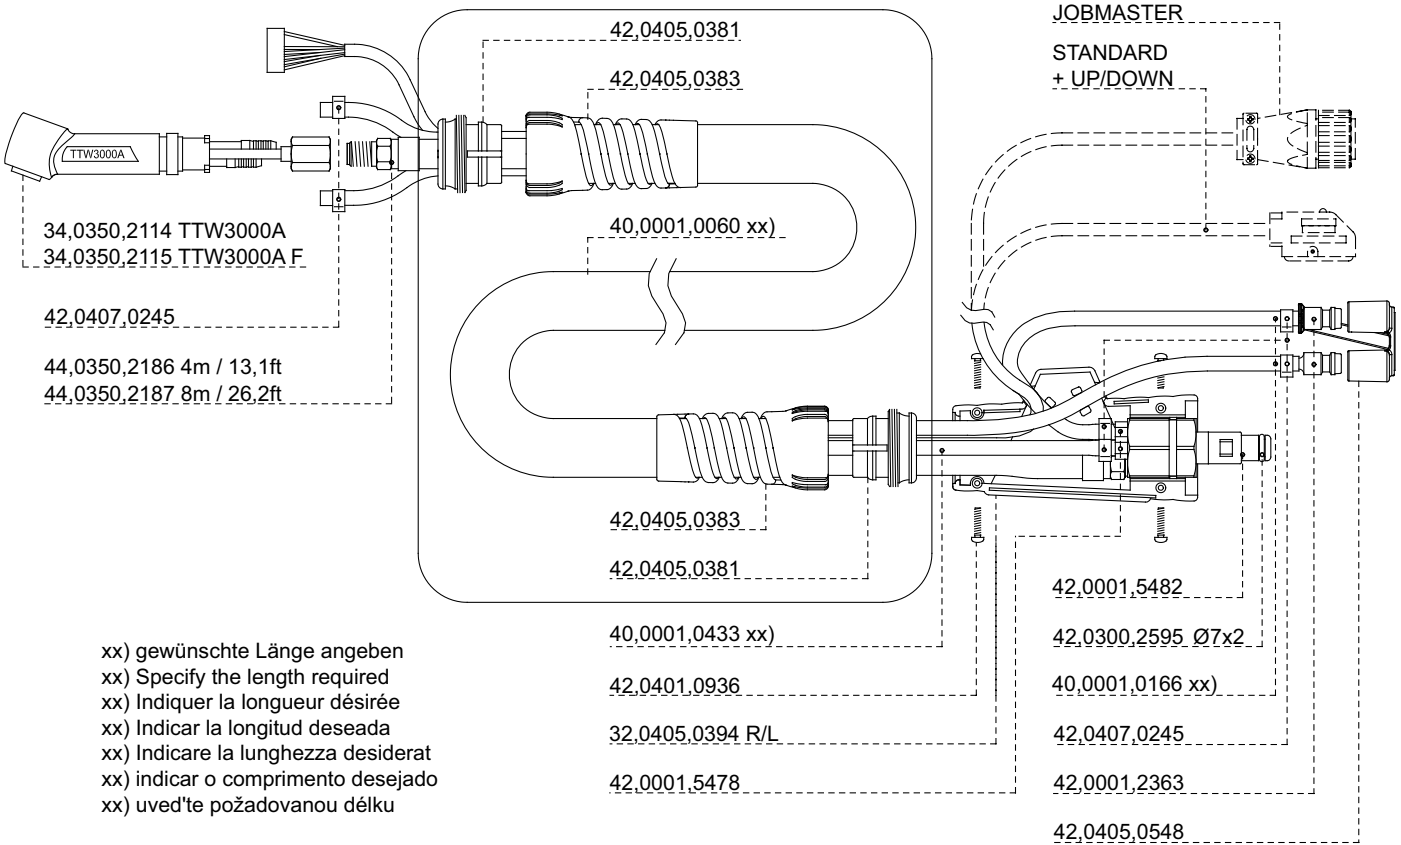 42,0405,0381
42,0405,0383
JOBMASTER
STANDARD
+ UP/DOWN
TTW3000A
34,0350,2114 TTW3000A
34,0350,2115 TTW3000A F
42,0407,0245
44,0350,2186 4m / 13,1ft
44,0350,2187 8m / 26,2ft
40,0001,0060 xx)
42,0405,0383
42,0405,0381
40,0001,0433 xx)
42,0401,0936
32,0405,0394 R/L
42,0001,5478
42,0001,5482
42,0300,2595 Ø7x2
40,0001,0166 xx)
42,0407,0245
42,0001,2363
42,0405,0548
xx) gewünschte Länge angeben
xx) Specify the length required
xx) Indiquer la longueur désirée
xx) Indicar la longitud deseada
xx) Indicare la lunghezza desiderat
xx) indicar o comprimento desejado
xx) uved'te požadovanou délku